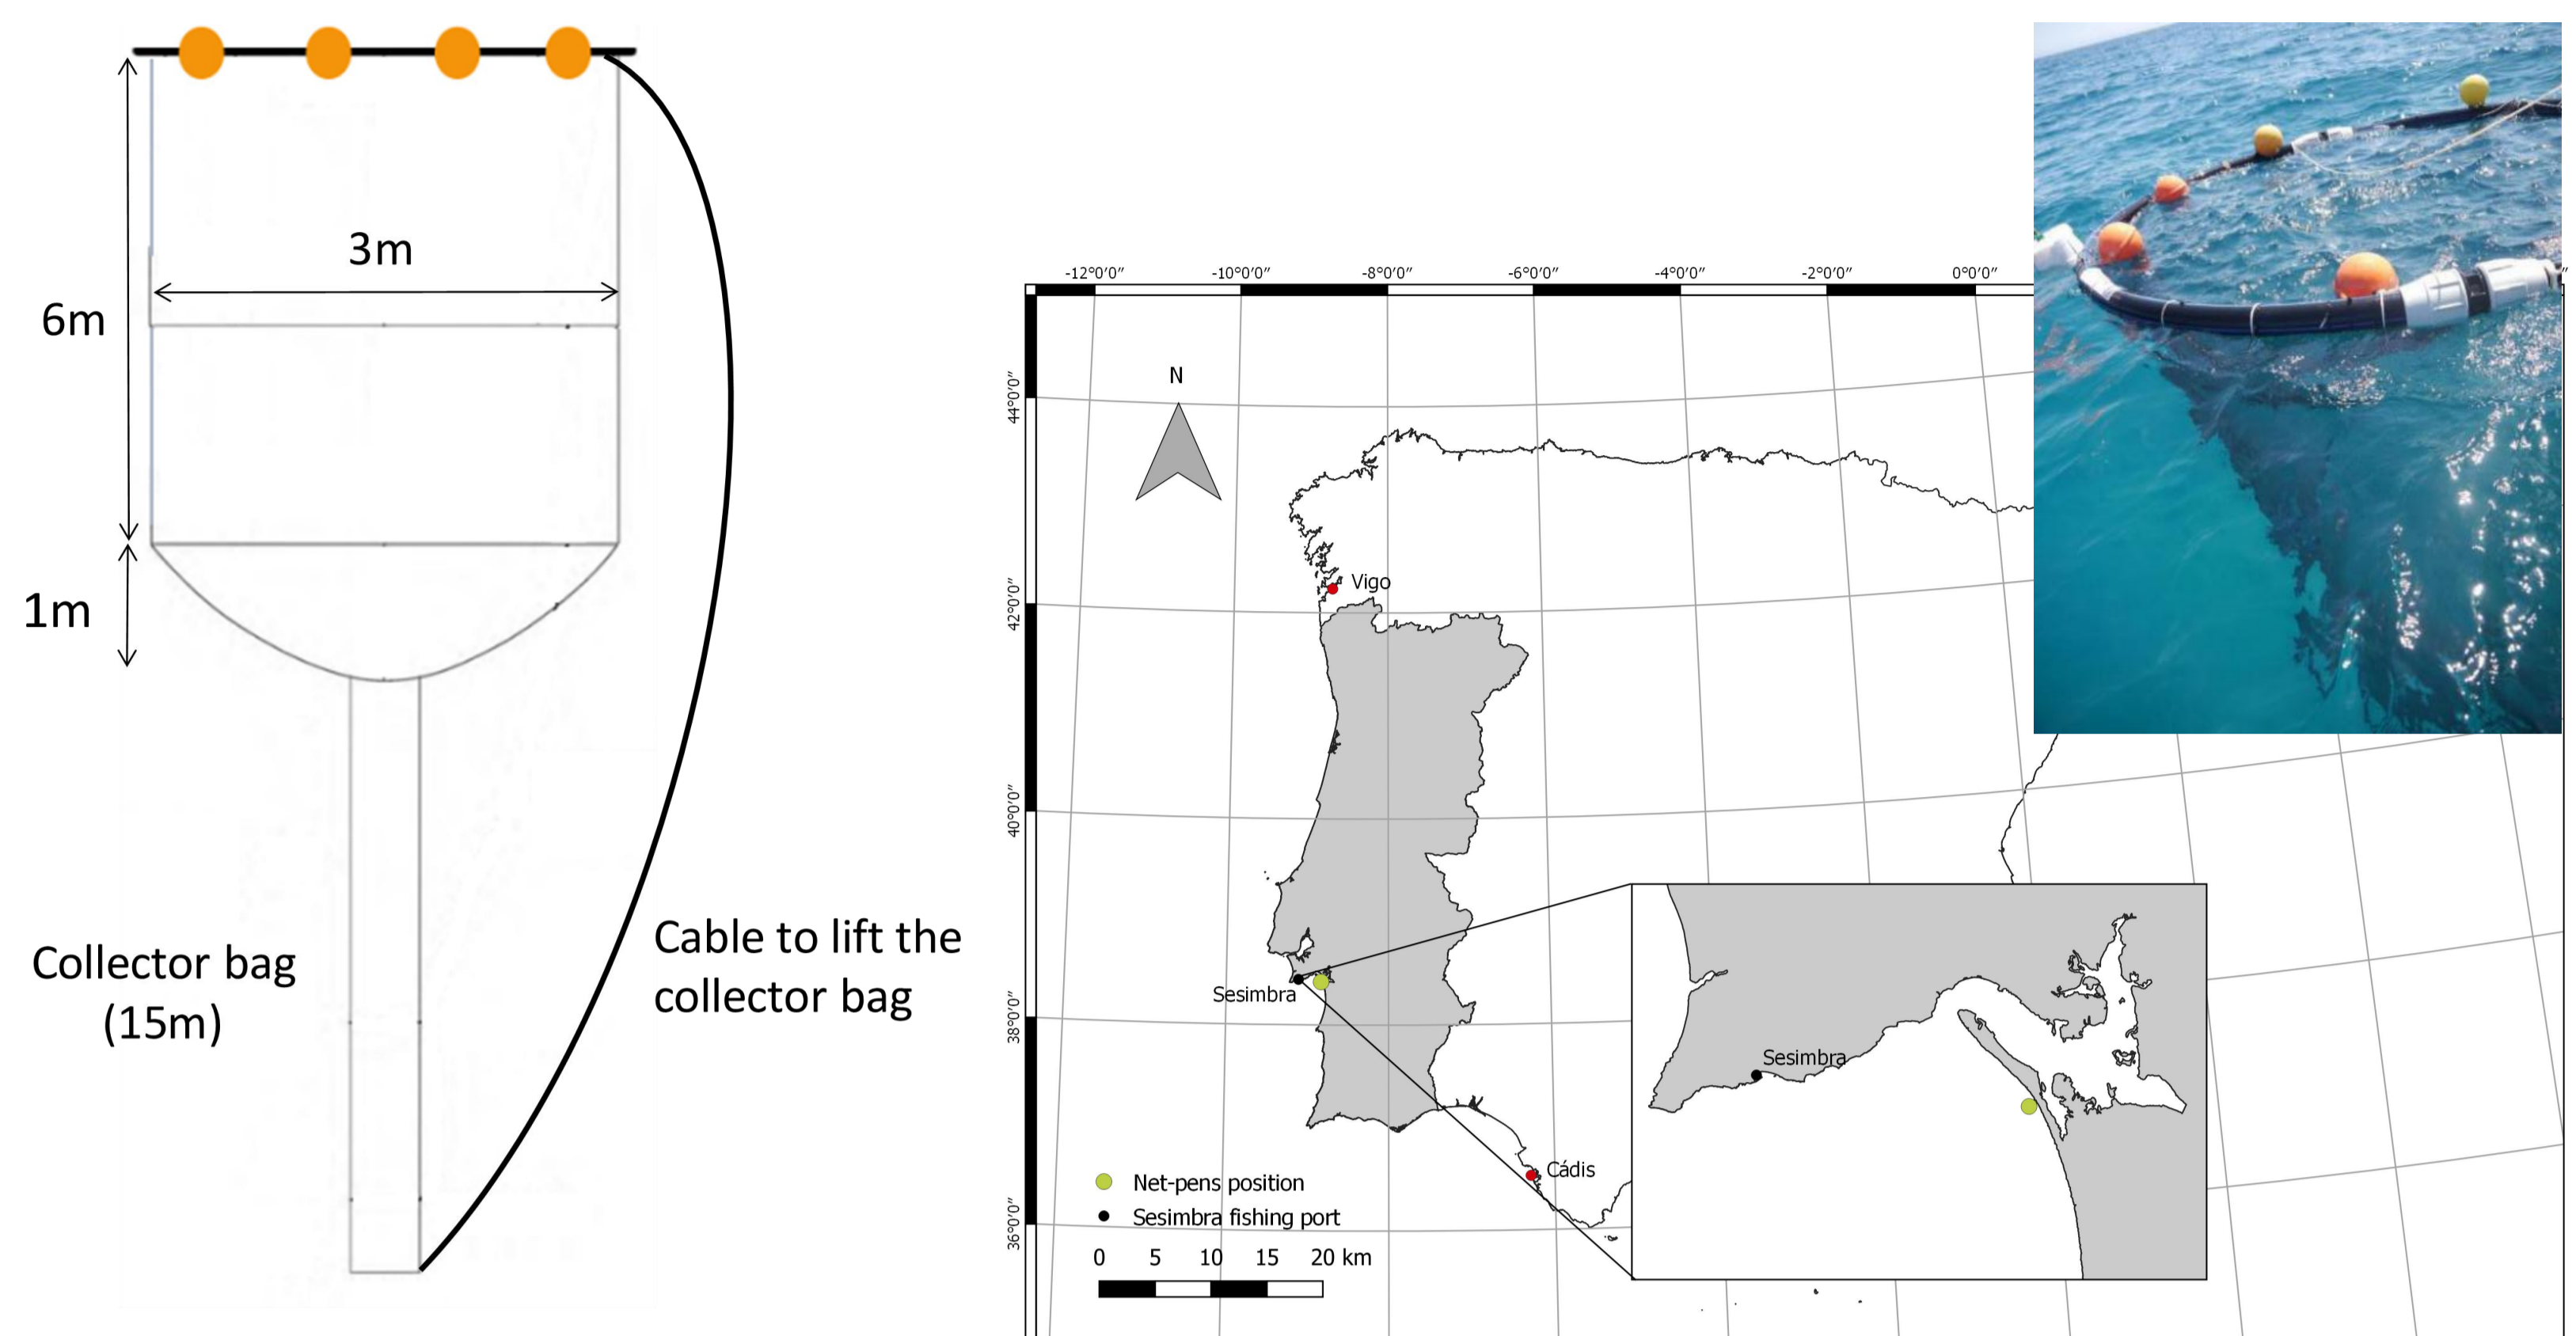 3m
6m
1m
Collector bag
(15m)
Cable to lift the
collector bag
-12°0′0″
-10°0′0″
-8°0′0″
-6°0′0″
-4°0′0″
-2°0′0″
0°0′0″
44°0′0″
42°0′0″
40°0′0″
38°0′0″
36°0′0″
N
Vigo
Sesimbra
Sesimbra
Cádis
Net-pens position
Sesimbra fishing port
0 5 10 15 20 km